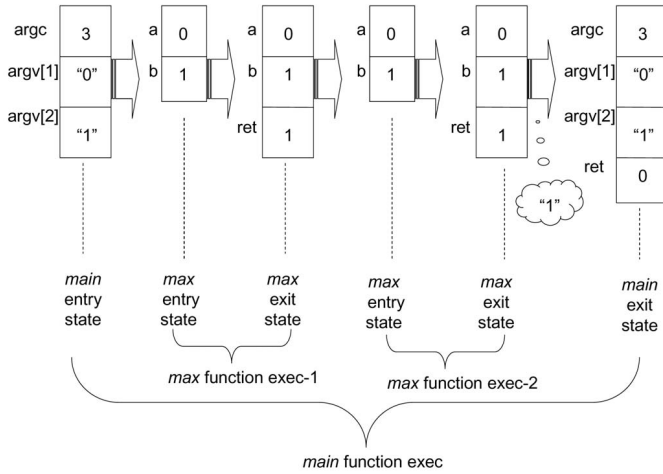 argc 3 a 0 a 0 a 0 a 0 argc 3
argv[1] “0” b 1 b 1 b 1 b 1 argv[1] “0”
argv[2] “1” ret 1 ret 1 argv[2] “1”
ret 0
“1”
main max max max max main
entry entry exit entry exit exit
state state state state state state
max function exec-1 max function exec-2
main function exec